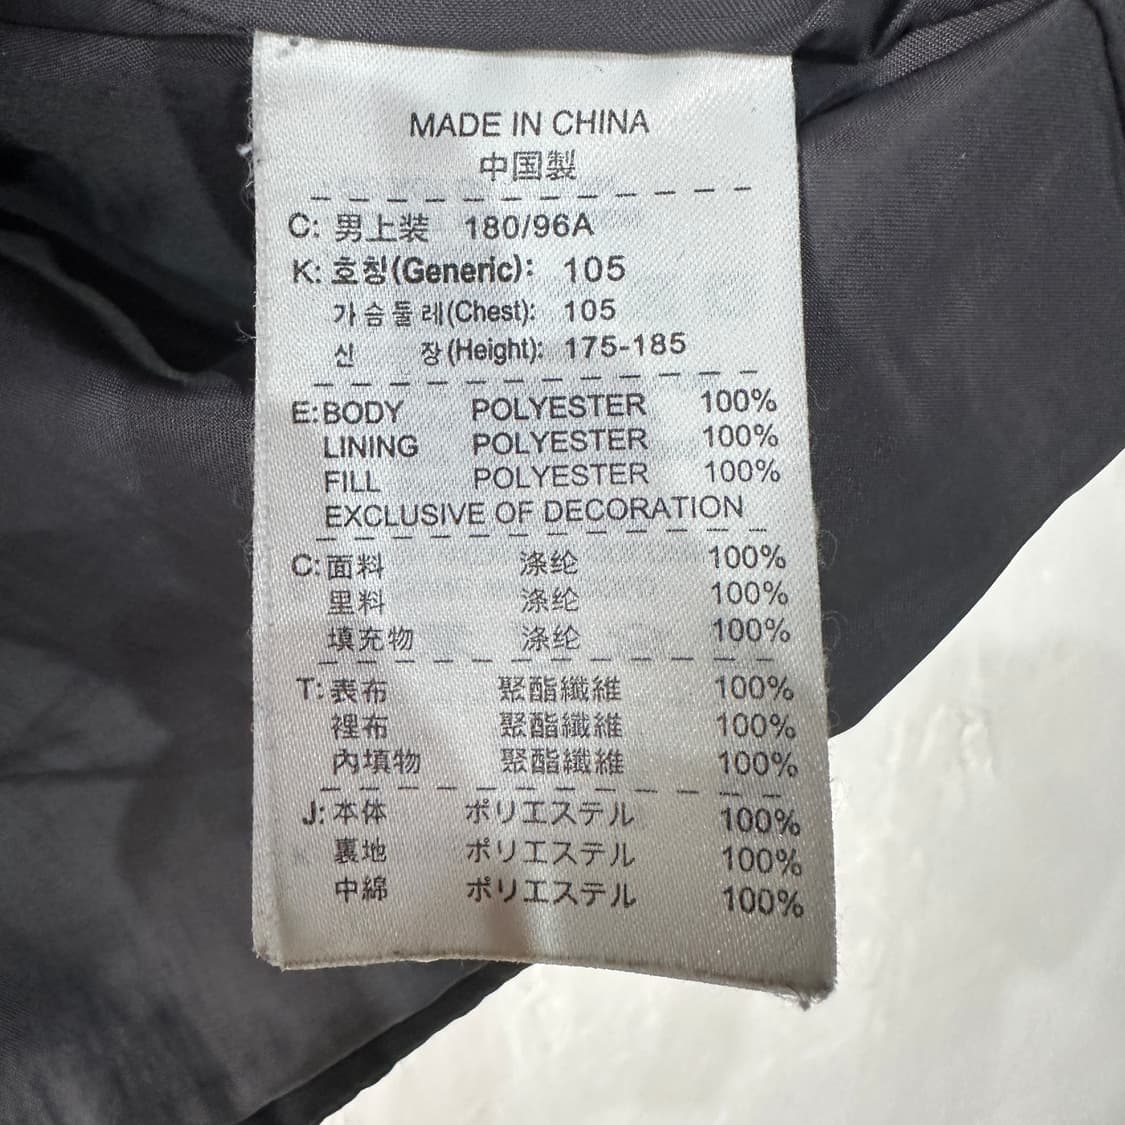 MADE IN CHINA
中国製
C: 男上装 180/96A
K: 호칭(Generic): 105
가슴둘레(Chest): 105
신 장(Height): 175-185
E: BODY POLYESTER 100%
LINING POLYESTER 100%
FILL POLYESTER 100%
EXCLUSIVE OF DECORATION
C: 面料 涤纶 100%
里料 涤纶 100%
填充物 涤纶 100%
T: 表布 聚酯纖維 100%
裡布 聚酯纖維 100%
內填物 聚酯纖維 100%
J: 本体 ポリエステル 100%
裏地 ポリエステル 100%
中綿 ポリエステル 100%